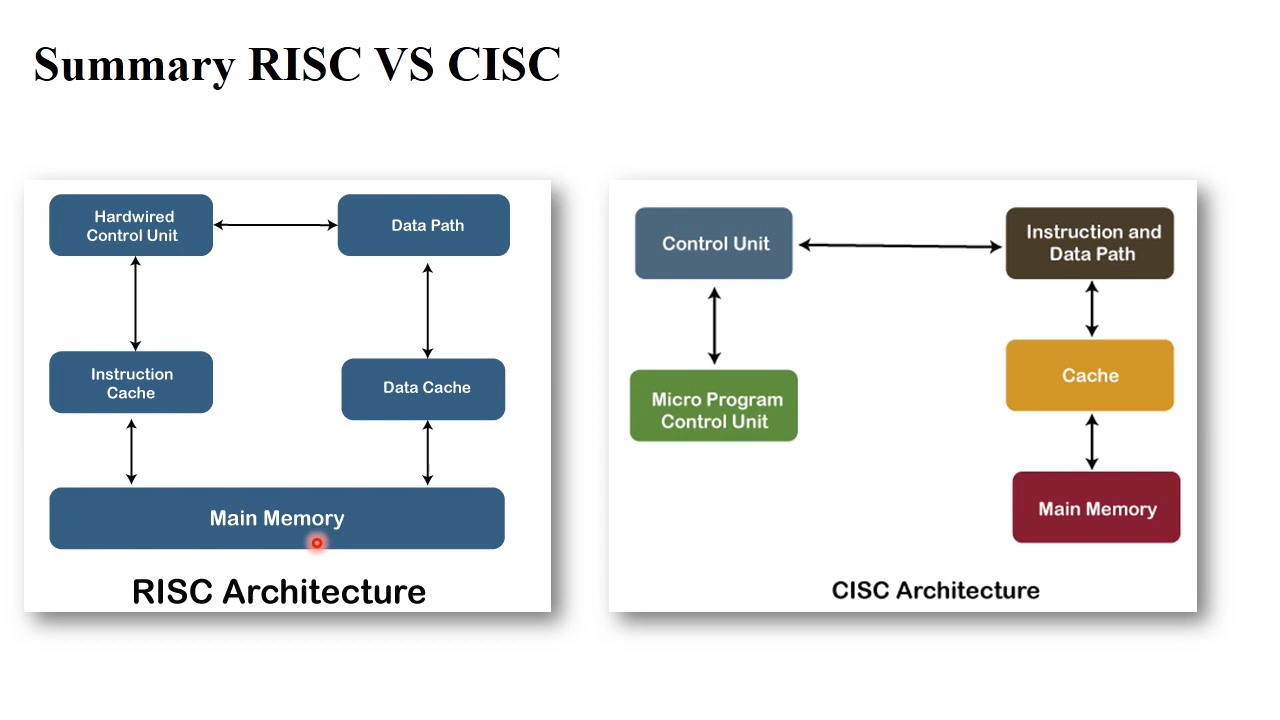 Summary RISC VS CISC
Hardwired
Control Unit
Data Path
Instruction
Cache
Data Cache
Main Memory
RISC Architecture
Control Unit
Instruction and
Data Path
Micro Program
Control Unit
Cache
Main Memory
CISC Architecture